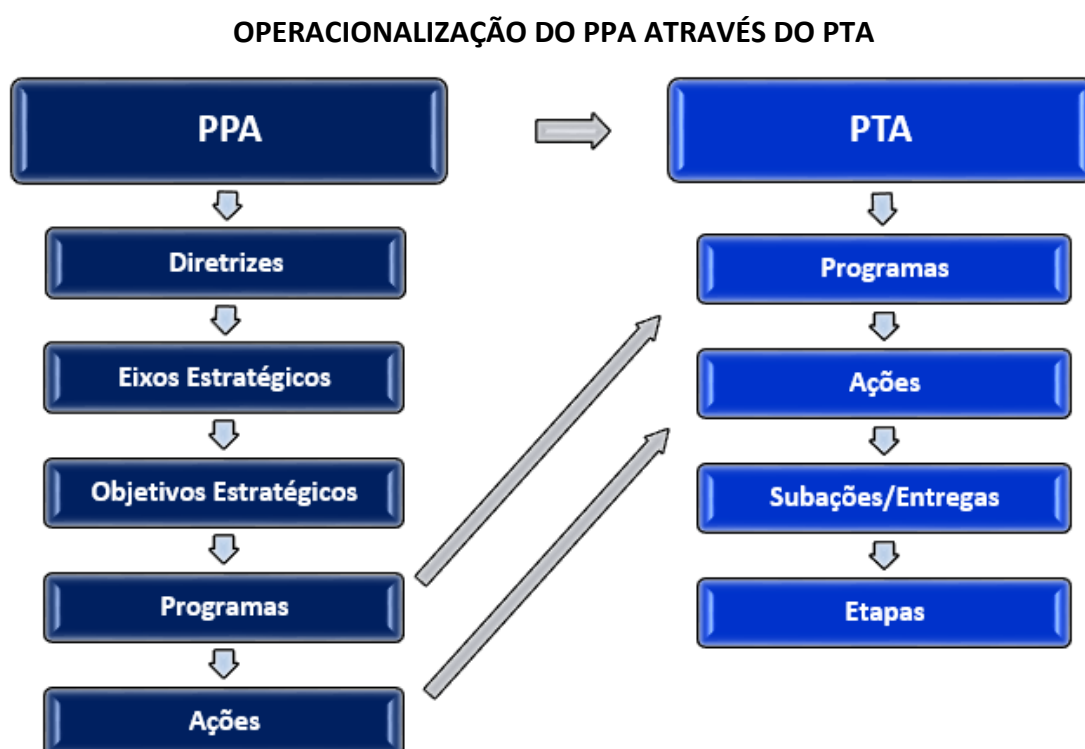 OPERACIONALIZAÇÃO DO PPA ATRAVÉS DO PTA
PPA
Diretrizes
Eixos Estratégicos
Objetivos Estratégicos
Programas
Ações
PTA
Programas
Ações
Subações/Entregas
Etapas